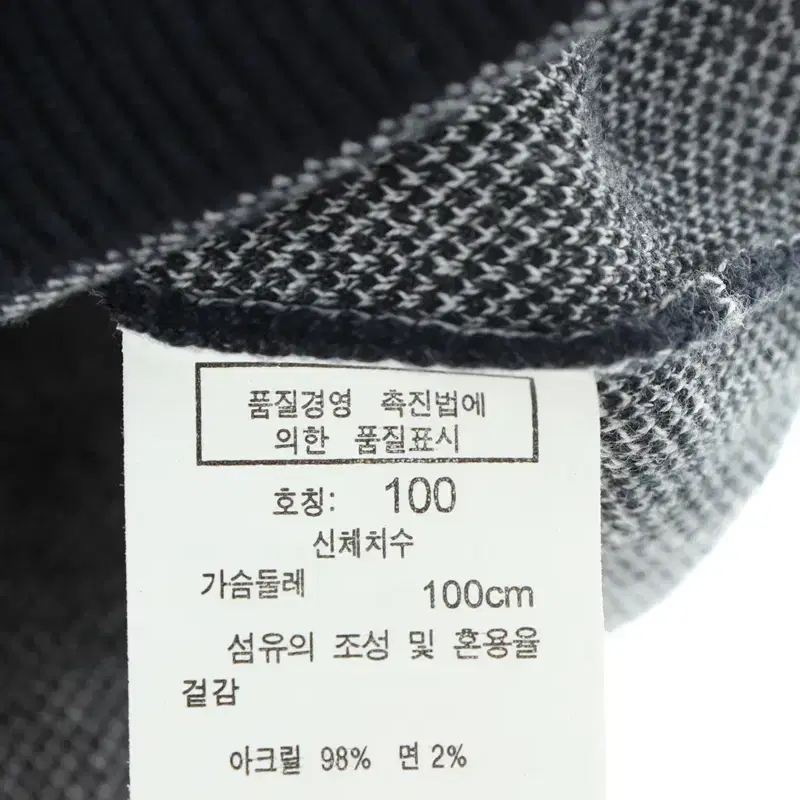 품질경영 촉진법에
의한 품질표시
호칭: 100
신체치수
가슴둘레 100cm
섬유의 조성 및 혼용율
겉감
아크릴 98% 면 2%